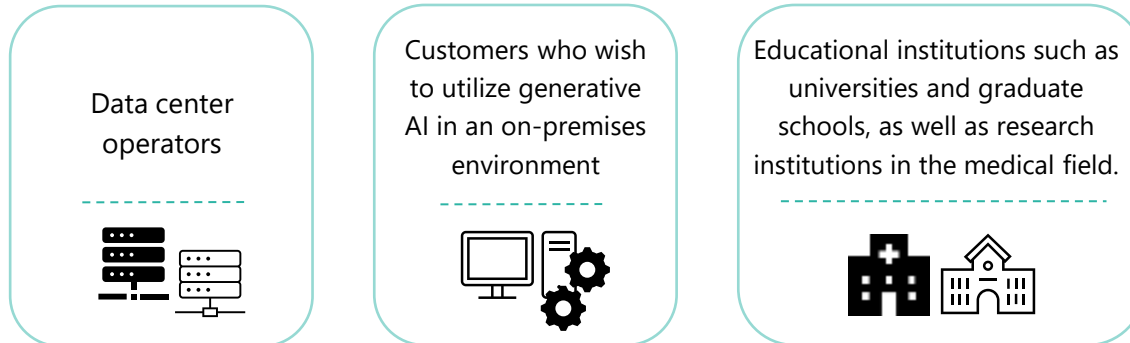 Data center
operators
Customers who wish
to utilize generative
AI in an on-premises
environment
Educational institutions such as
universities and graduate
schools, as well as research
institutions in the medical field.